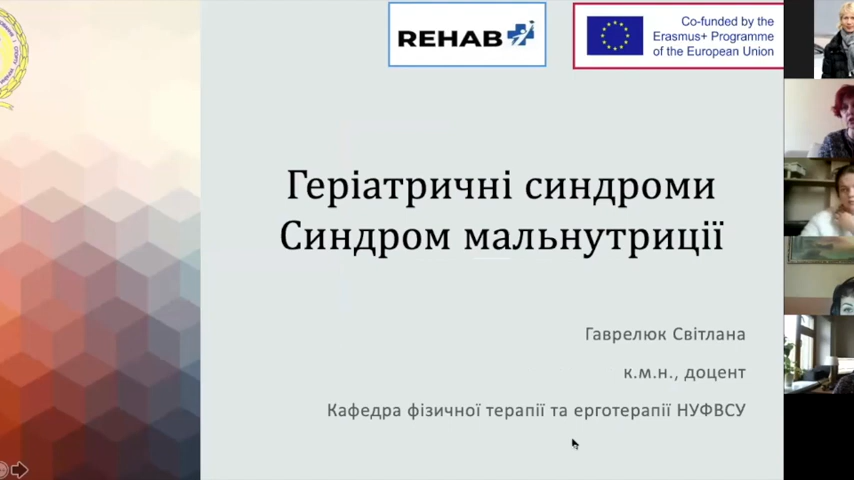 REHAB
Co-funded by the
Erasmus+ Programme
of the European Union
Геріатричні синдроми
Синдром мальнутриції
Гаврелюк Світлана
к.м.н., доцент
Кафедра фізичної терапії та ерготерапії НУФВСУ